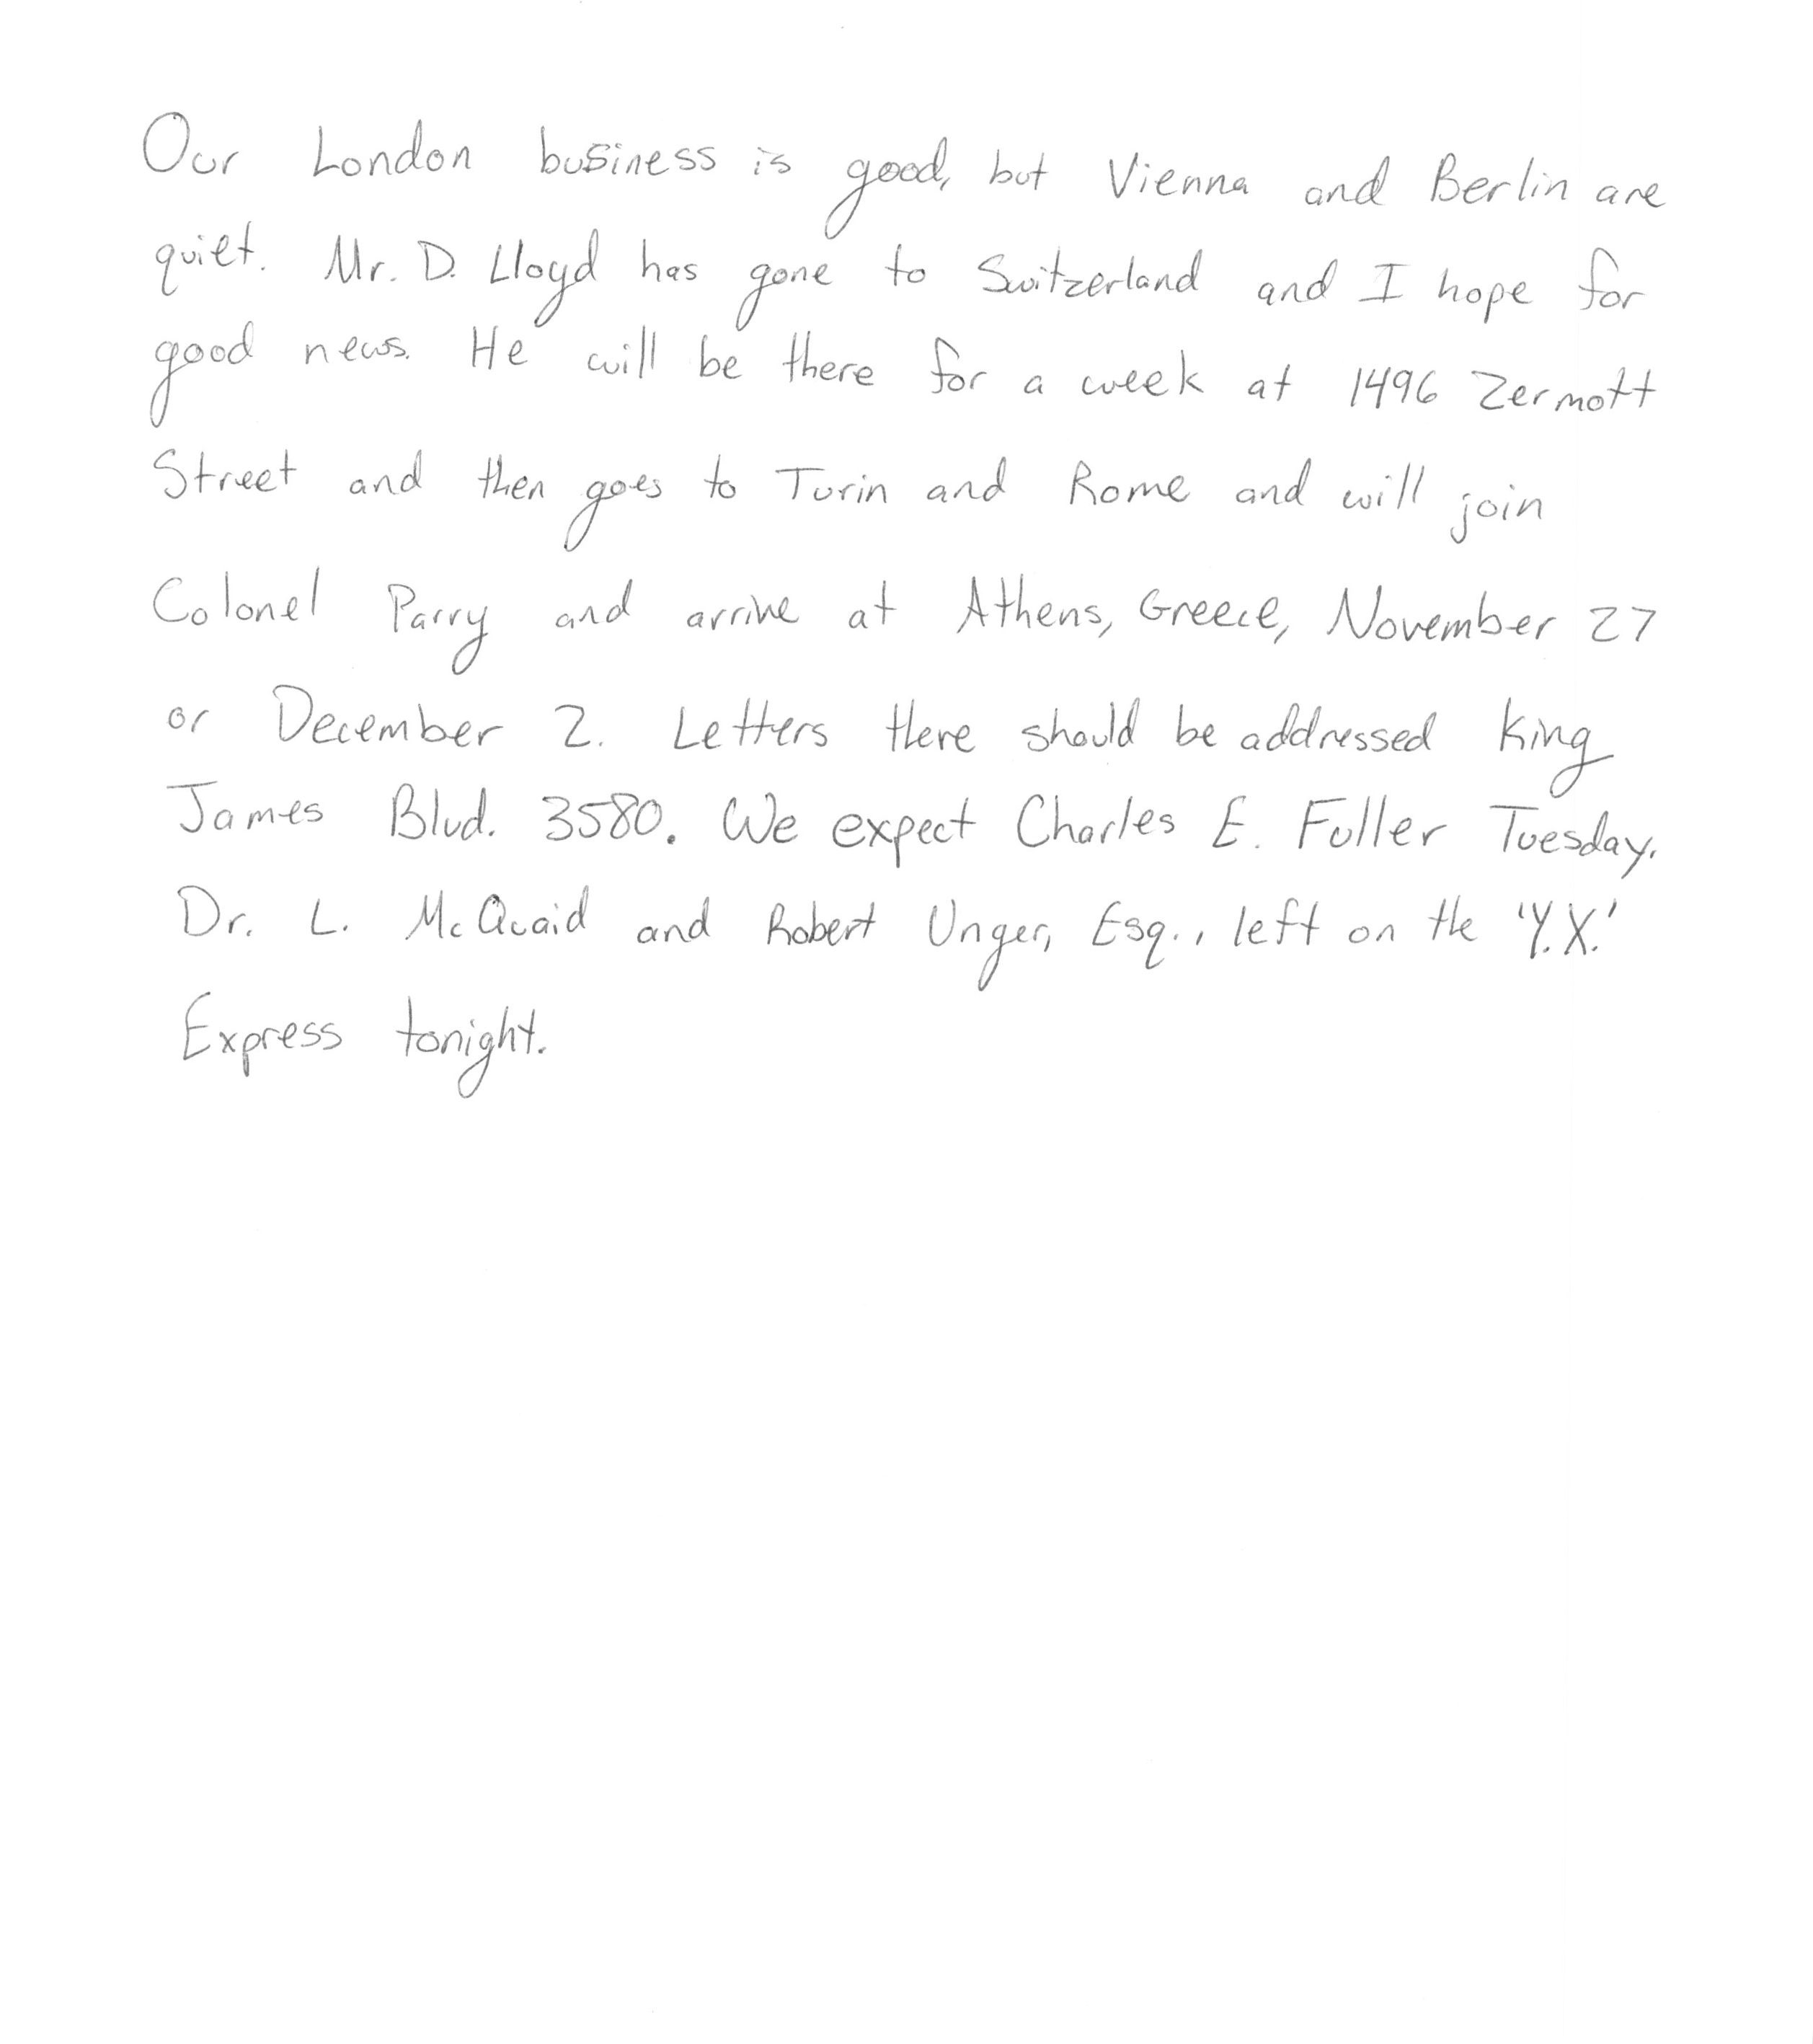 Our London business is good, but Vienna and Berlin are
quiet. Mr. D. Lloyd has gone to Switzerland and I hope for
good news. He will be there for a week at 1496 Zermott
Street and then goes to Turin and Rome and will join
Colonel Parry and arrive at Athens, Greece, November 27
or December 2. Letters there should be addressed King
James Blvd. 3580. We expect Charles E. Fuller Tuesday.
Dr. L. McQuaid and Robert Unger, Esq., left on the 'Y.X.'
Express tonight.